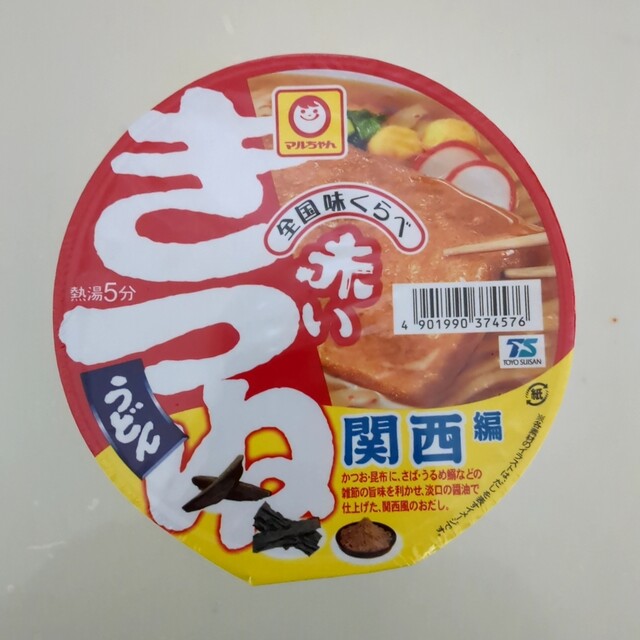 マルちゃん
全国味くらべ
赤い
きつね
うどん
熱湯5分
4 901990 374576
TS
TOYO SUISAN
紙
関西編
かつお・昆布に、さば・うるめ鰯などの
雑節の旨味を利かせ、淡口の醤油で
仕上げた、関西風のおだし。